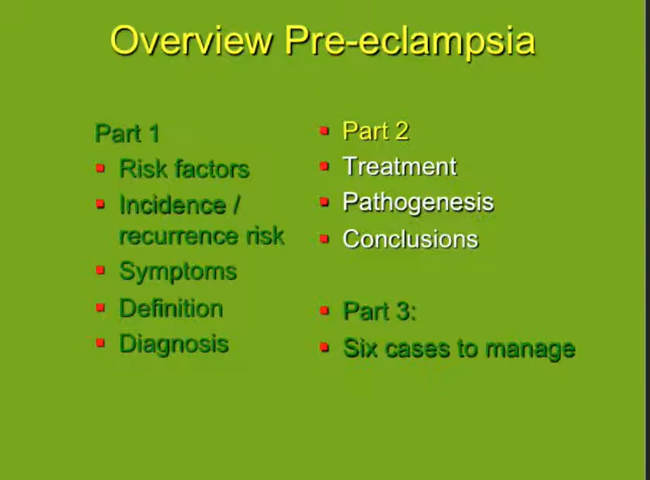 Overview Pre-eclampsia
Part 1
Risk factors
Incidence /
recurrence risk
Symptoms
Definition
Diagnosis
Part 2
Treatment
Pathogenesis
Conclusions
Part 3:
Six cases to manage